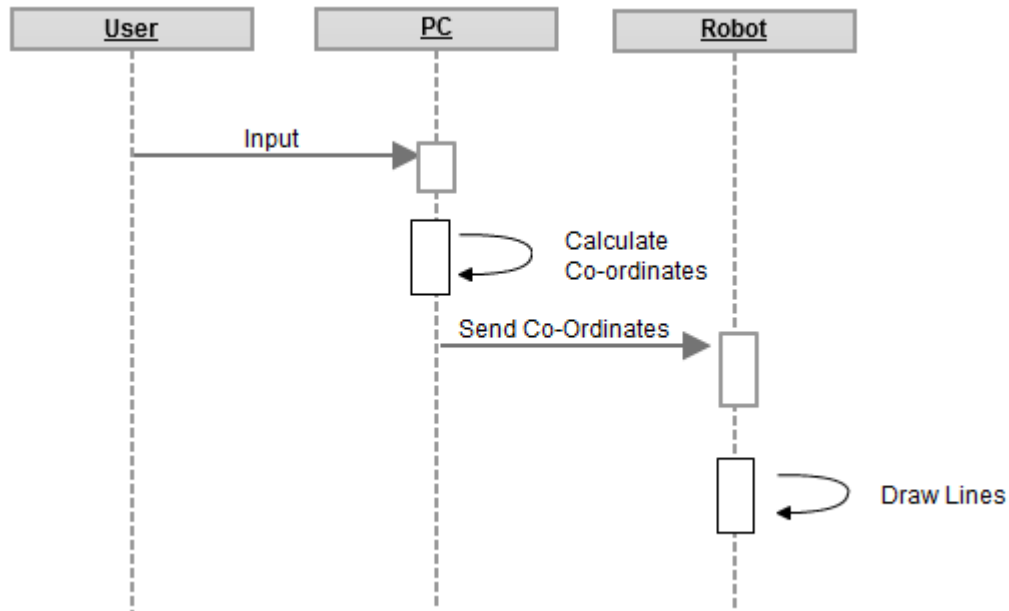 User
PC
Robot
Input
Calculate
Co-ordinates
Send Co-Ordinates
Draw Lines